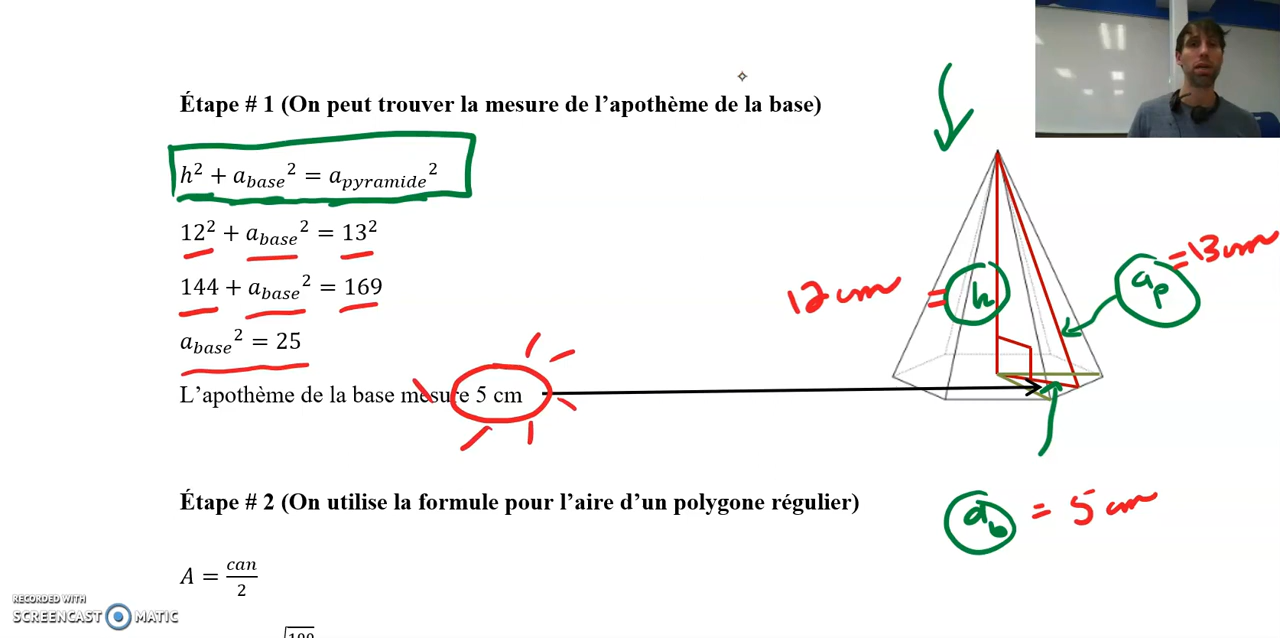 Étape # 1 (On peut trouver la mesure de l’apothème de la base)
h² + a_base² = a_pyramide²
12² + a_base² = 13²
144 + a_base² = 169
a_base² = 25
L’apothème de la base mesure 5 cm
12 cm = h
a_p = 13 cm
a_b = 5 cm
Étape # 2 (On utilise la formule pour l’aire d’un polygone régulier)
A = can/2
RECORDED WITH
SCREENCAST MATIC